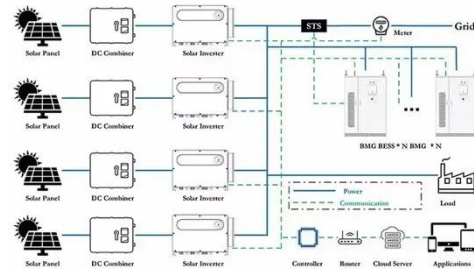 STS
Grid
Meter
Solar Panel
DC Combiner
Solar Inverter
Solar Panel
DC Combiner
Solar Inverter
BMG BESS * N BMG * N
Solar Panel
DC Combiner
Solar Inverter
Power
Communication
Load
Solar Panel
DC Combiner
Solar Inverter
Controller
Router
Cloud Server
Applications